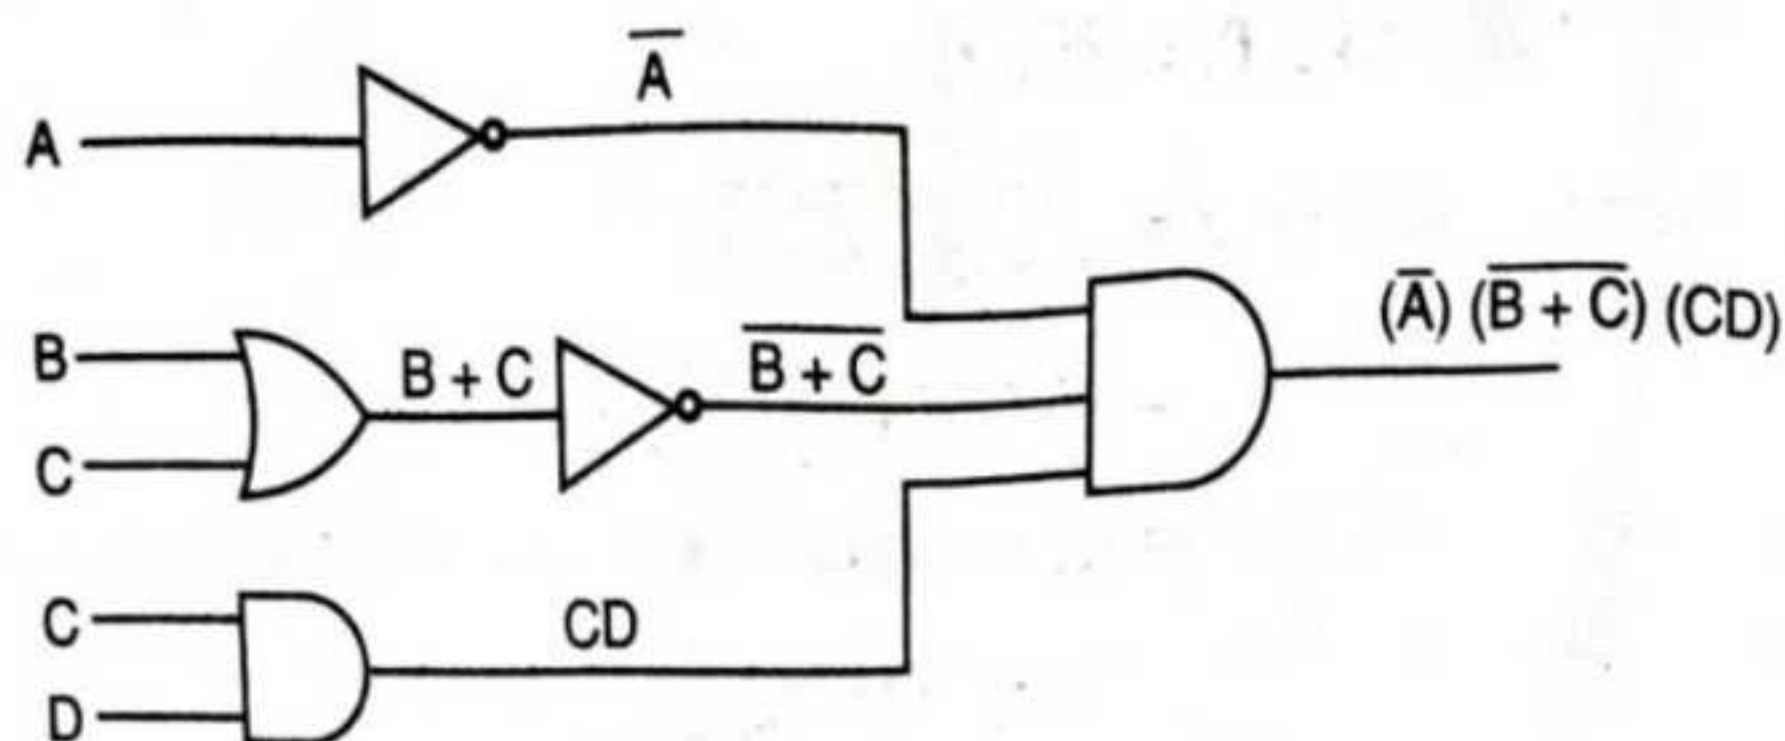 A̅
A
(A̅) (B̅ ̅+̅ ̅C̅) (CD)
B
B + C
B̅ ̅+̅ ̅C̅
C
C
CD
D